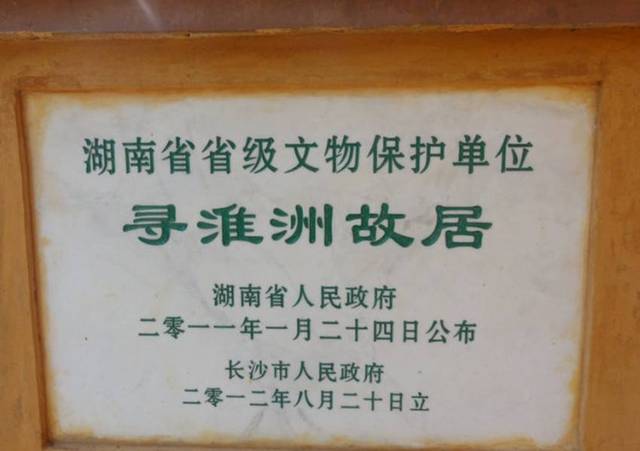 湖南省省级文物保护单位
寻淮洲故居
湖南省人民政府
二零一一年一月二十四日公布
长沙市人民政府
二零一二年八月二十日立